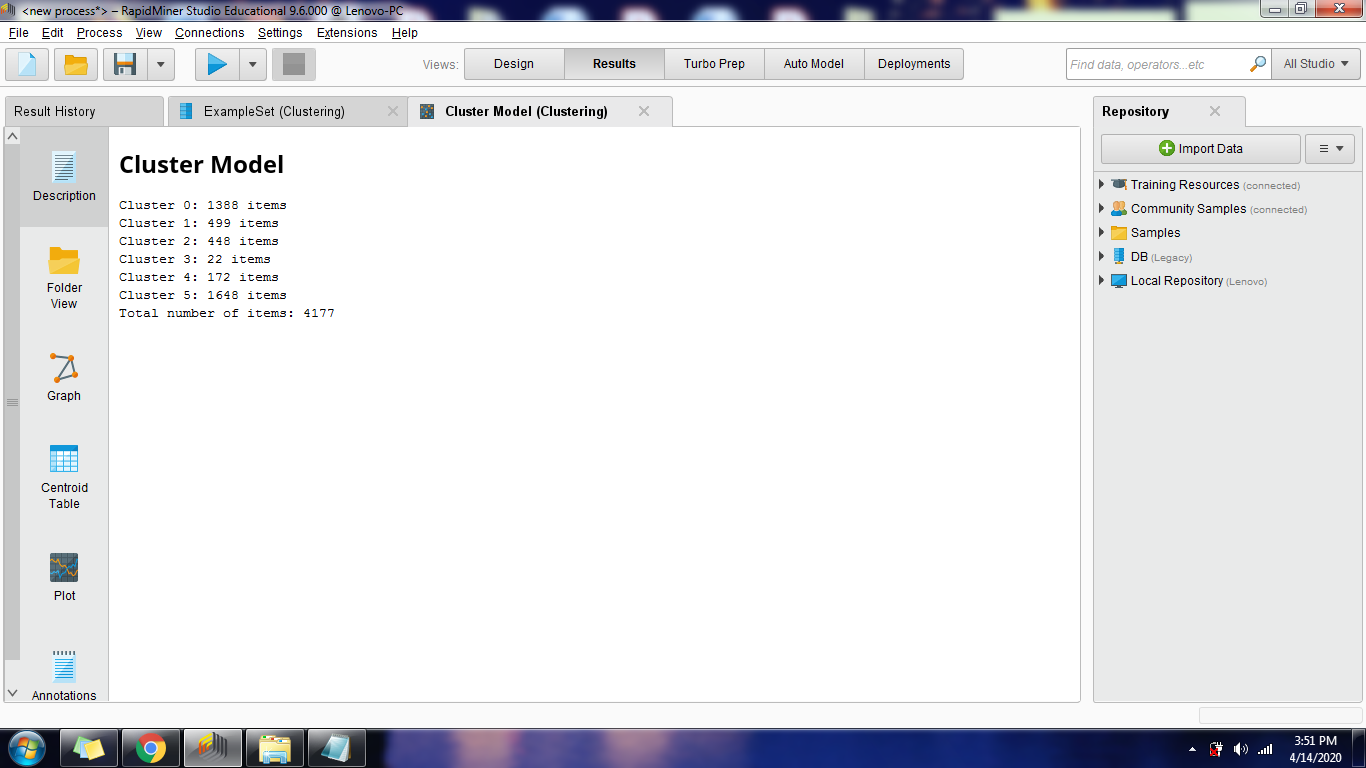 <new process*> – RapidMiner Studio Educational 9.6.000 @ Lenovo-PC
File Edit Process View Connections Settings Extensions Help
Views: Design Results Turbo Prep Auto Model Deployments Find data, operators...etc All Studio
Result History ExampleSet (Clustering) Cluster Model (Clustering) Repository
Description
Folder
View
Graph
Centroid
Table
Plot
Annotations
Cluster Model
Cluster 0: 1388 items
Cluster 1: 499 items
Cluster 2: 448 items
Cluster 3: 22 items
Cluster 4: 172 items
Cluster 5: 1648 items
Total number of items: 4177
Import Data
Training Resources (connected)
Community Samples (connected)
Samples
DB (Legacy)
Local Repository (Lenovo)
3:51 PM
4/14/2020